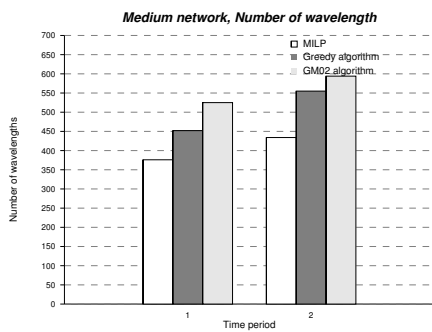 Medium network, Number of wavelength
MILP
Greedy algorithm
GM02 algorithm
Number of wavelengths
700
650
600
550
500
450
400
350
300
250
200
150
100
50
0
1
2
Time period